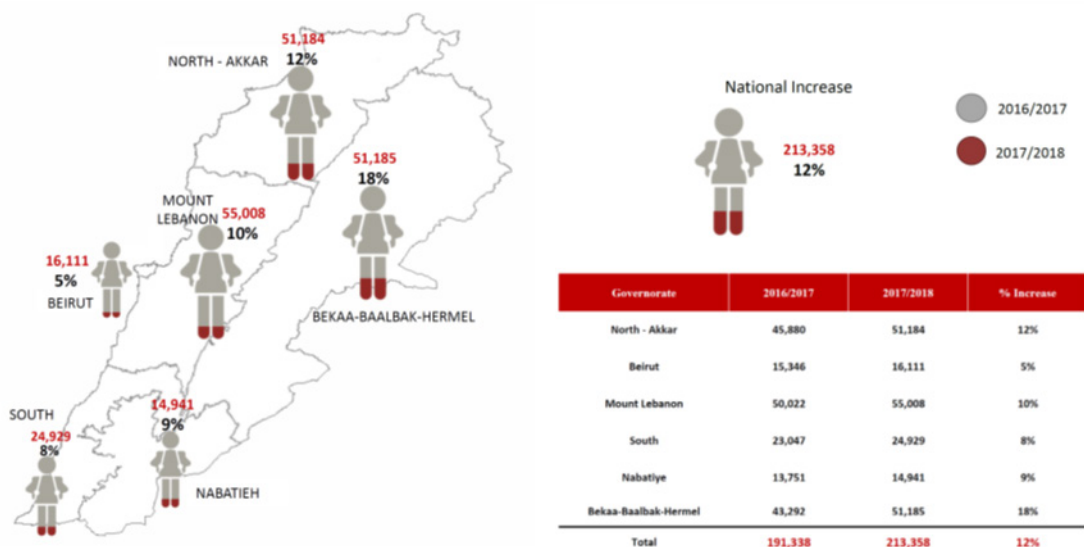 51,184
12%
NORTH - AKKAR
51,185
18%
MOUNT
LEBANON
55,008
10%
16,111
5%
BEIRUT
BEKAA-BAALBAK-HERMEL
SOUTH
24,929
8%
14,941
9%
NABATIEH
National Increase
213,358
12%
2016/2017
2017/2018
Governorate 2016/2017 2017/2018 % Increase
North - Akkar 45,880 51,184 12%
Beirut 15,346 16,111 5%
Mount Lebanon 50,022 55,008 10%
South 23,047 24,929 8%
Nabatiye 13,751 14,941 9%
Bekaa-Baalbak-Hermel 43,292 51,185 18%
Total 191,338 213,358 12%